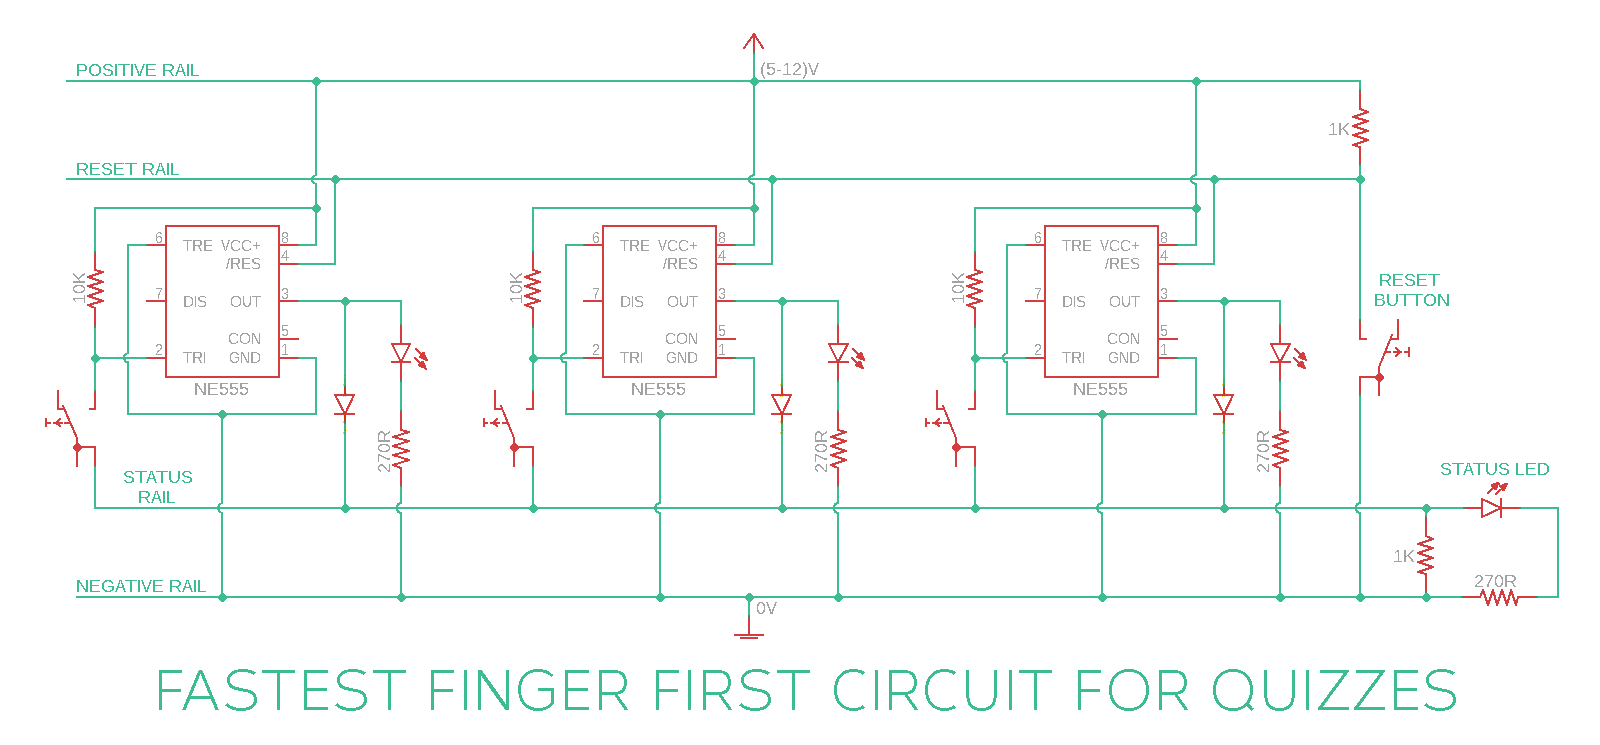 POSITIVE RAIL
(5-12)V
1K
RESET RAIL
6 TRE VCC+ 8
/RES 4
10K
7 DIS OUT 3
CON 5
2 TRI GND 1
NE555
270R
6 TRE VCC+ 8
/RES 4
10K
7 DIS OUT 3
CON 5
2 TRI GND 1
NE555
270R
6 TRE VCC+ 8
/RES 4
10K
7 DIS OUT 3
CON 5
2 TRI GND 1
NE555
270R
RESET
BUTTON
STATUS
RAIL
STATUS LED
1K
270R
NEGATIVE RAIL
0V
FASTEST FINGER FIRST CIRCUIT FOR QUIZZES